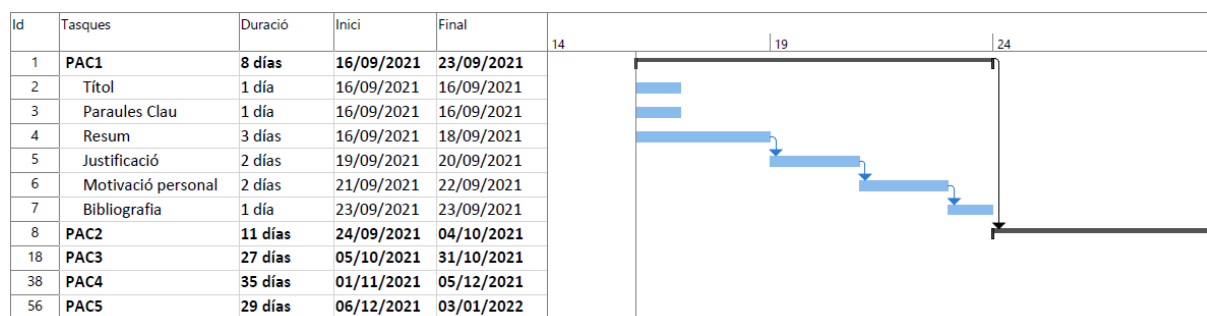 Id Tasques Duració Inici Final
14 19 24
1 PAC1 8 días 16/09/2021 23/09/2021
2 Títol 1 día 16/09/2021 16/09/2021
3 Paraules Clau 1 día 16/09/2021 16/09/2021
4 Resum 3 días 16/09/2021 18/09/2021
5 Justificació 2 días 19/09/2021 20/09/2021
6 Motivació personal 2 días 21/09/2021 22/09/2021
7 Bibliografia 1 día 23/09/2021 23/09/2021
8 PAC2 11 días 24/09/2021 04/10/2021
18 PAC3 27 días 05/10/2021 31/10/2021
38 PAC4 35 días 01/11/2021 05/12/2021
56 PAC5 29 días 06/12/2021 03/01/2022